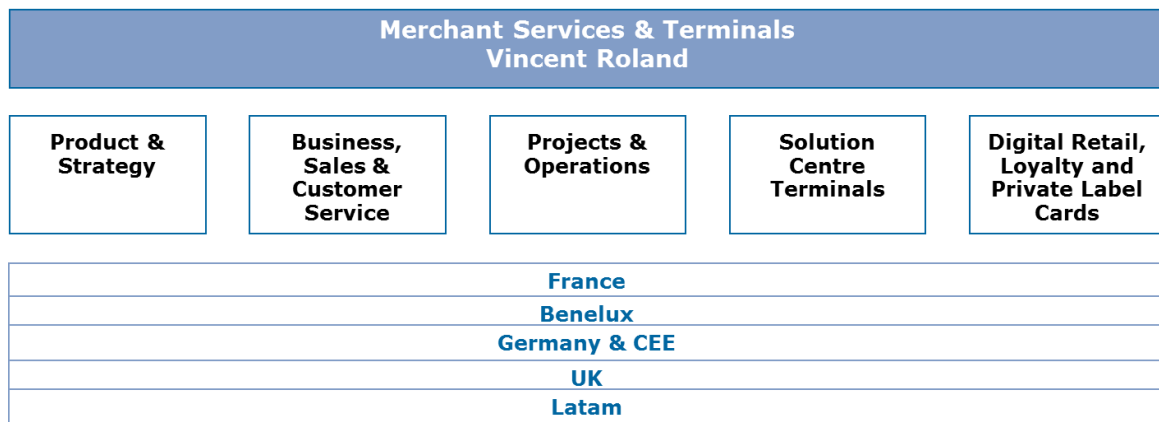 Merchant Services & Terminals
Vincent Roland
Product &
Strategy
Business,
Sales &
Customer
Service
Projects &
Operations
Solution
Centre
Terminals
Digital Retail,
Loyalty and
Private Label
Cards
France
Benelux
Germany & CEE
UK
Latam